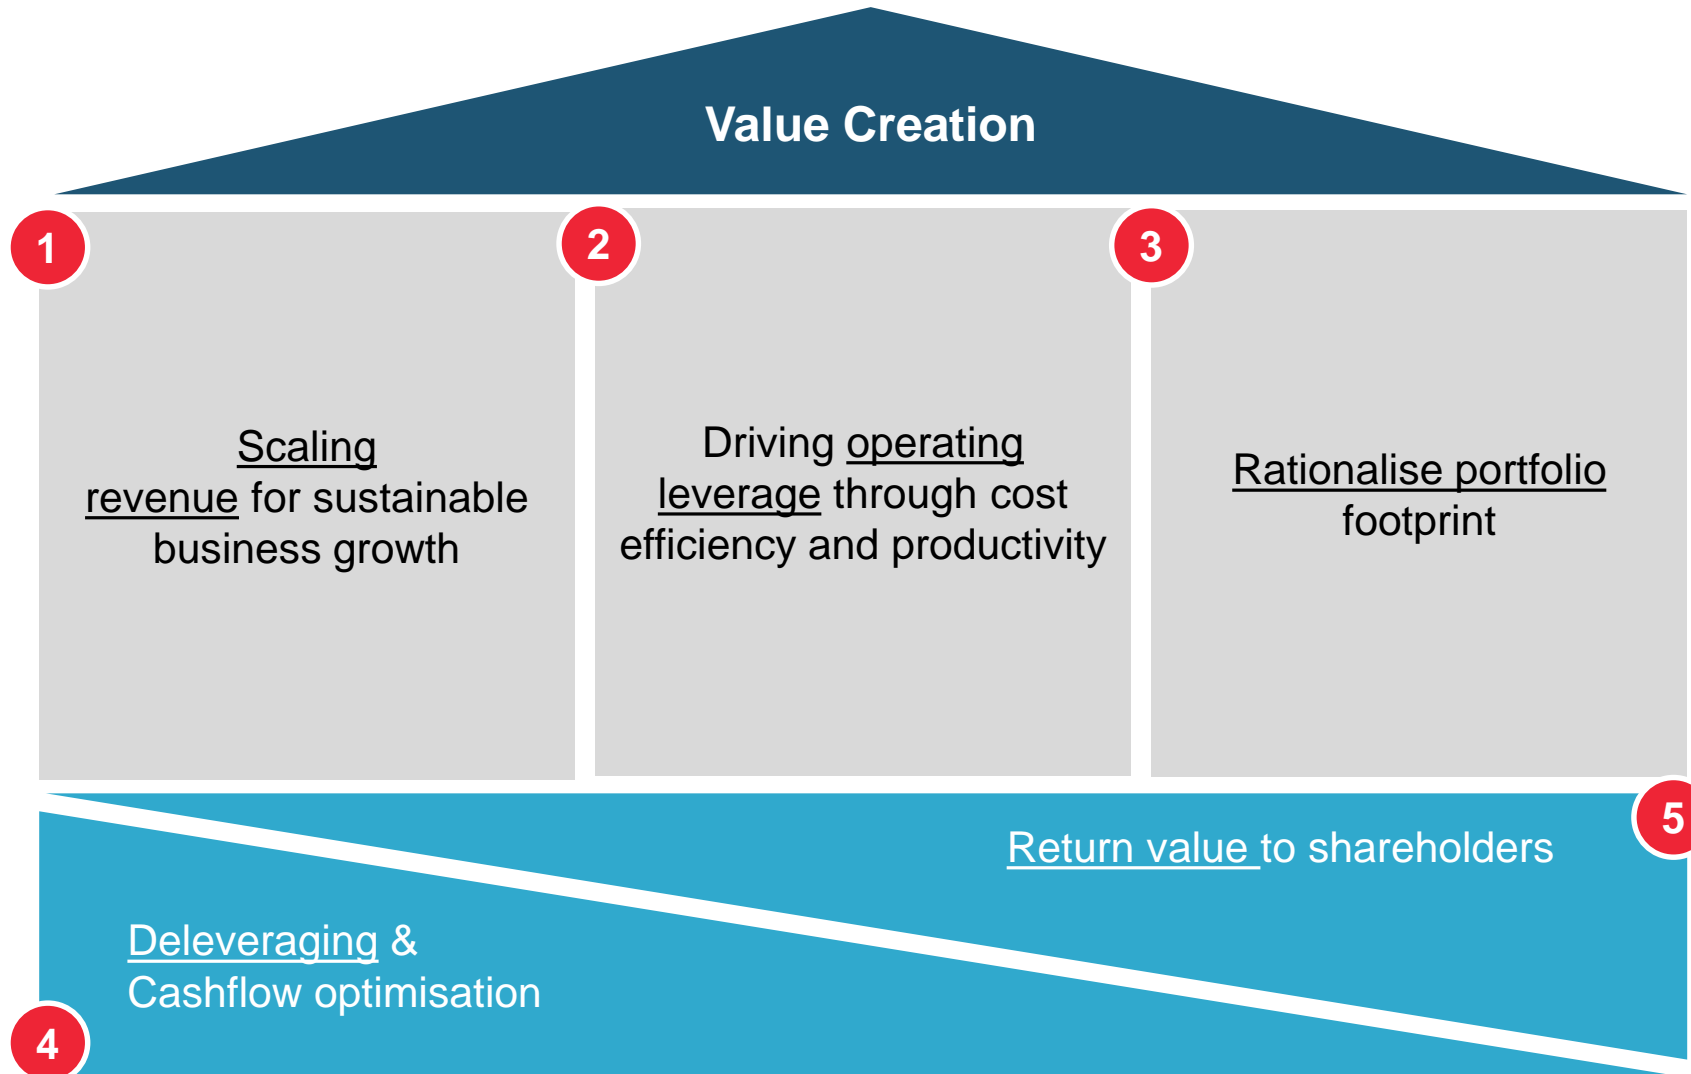 Value Creation
1
Scaling
revenue for sustainable
business growth
2
Driving operating
leverage through cost
efficiency and productivity
3
Rationalise portfolio
footprint
5
Return value to shareholders
Deleveraging &
Cashflow optimisation
4